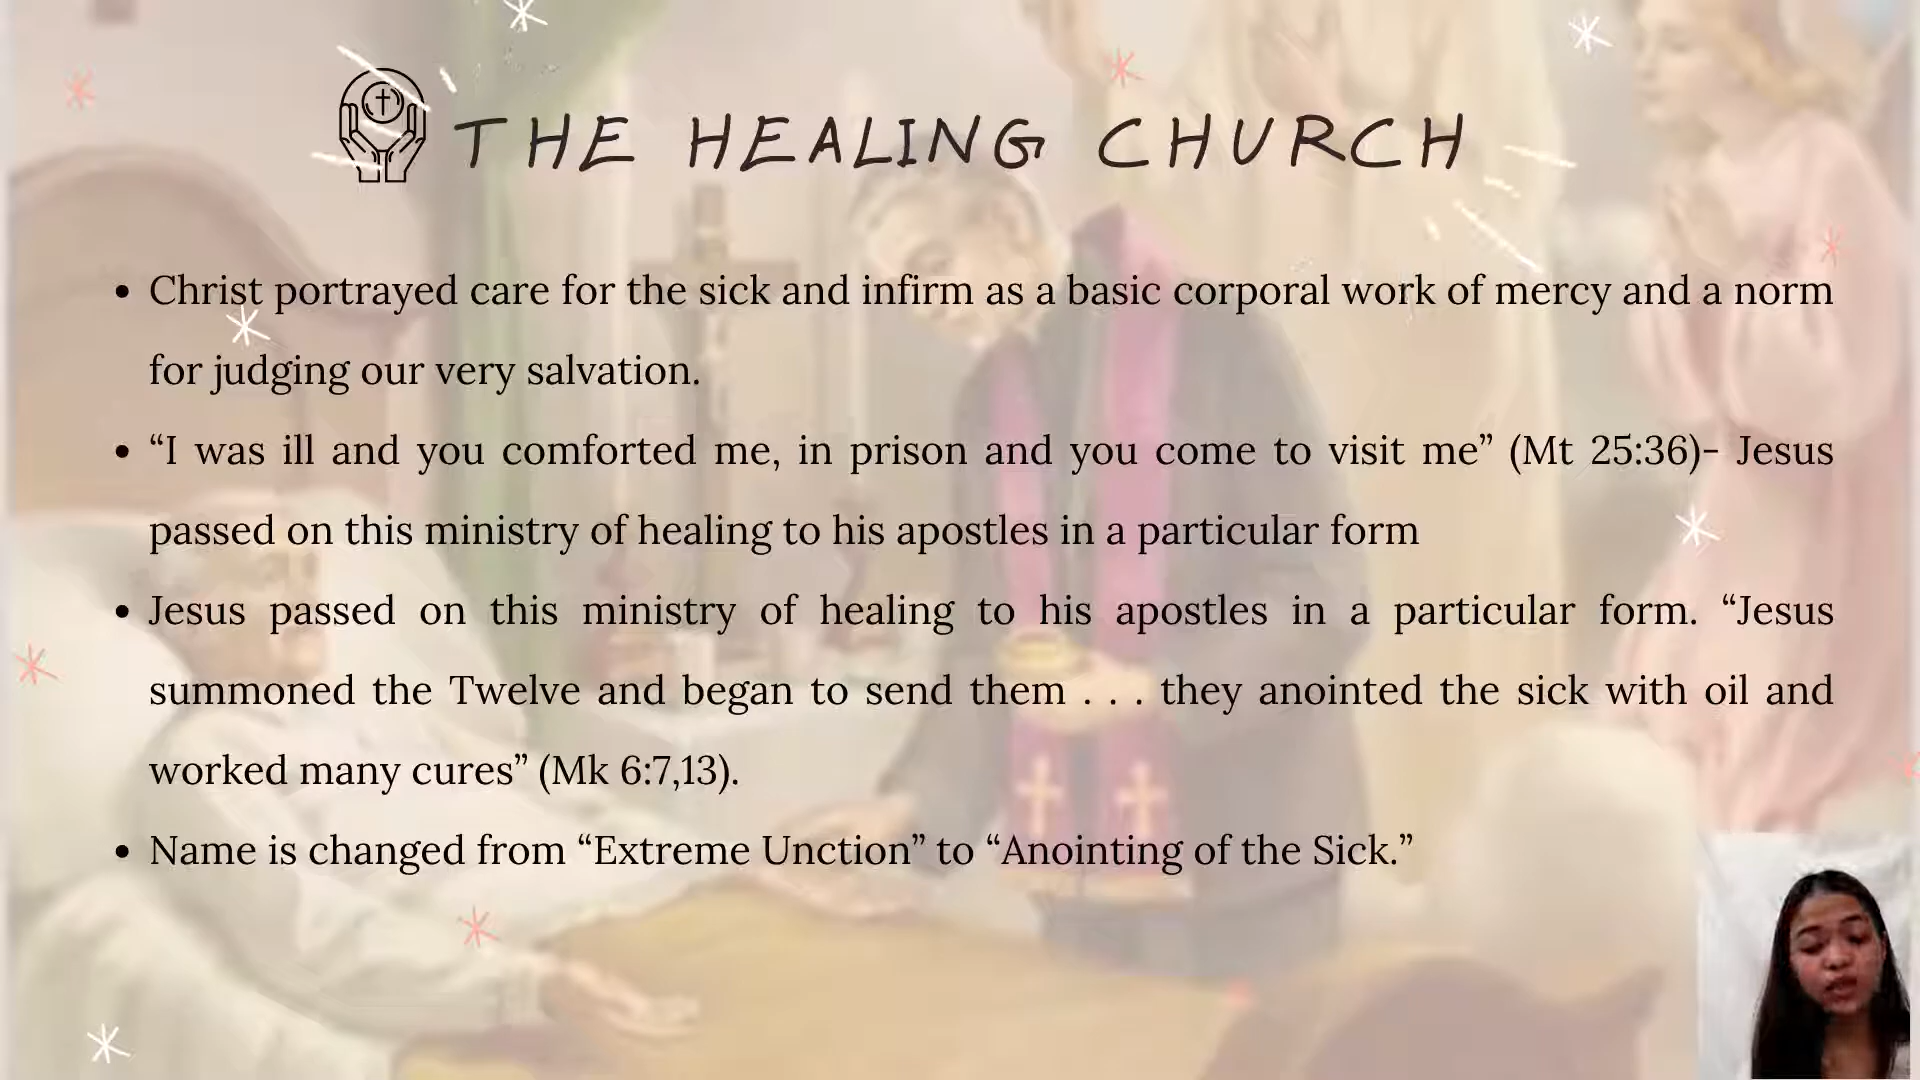 THE HEALING CHURCH
• Christ portrayed care for the sick and infirm as a basic corporal work of mercy and a norm
for judging our very salvation.
• “I was ill and you comforted me, in prison and you come to visit me” (Mt 25:36)- Jesus
passed on this ministry of healing to his apostles in a particular form
• Jesus passed on this ministry of healing to his apostles in a particular form. “Jesus
summoned the Twelve and began to send them . . . they anointed the sick with oil and
worked many cures” (Mk 6:7,13).
• Name is changed from “Extreme Unction” to “Anointing of the Sick.”